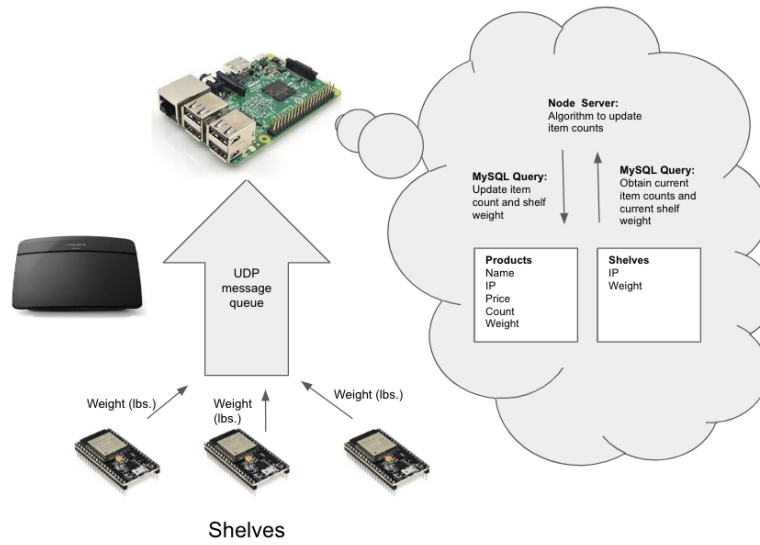 Node Server:
Algorithm to update
item counts
MySQL Query:
Update item
count and shelf
weight
MySQL Query:
Obtain current
item counts and
current shelf
weight
Products
Name
IP
Price
Count
Weight
Shelves
IP
Weight
UDP
message
queue
Weight (lbs.)
Weight
(lbs.)
Weight (lbs.)
Shelves